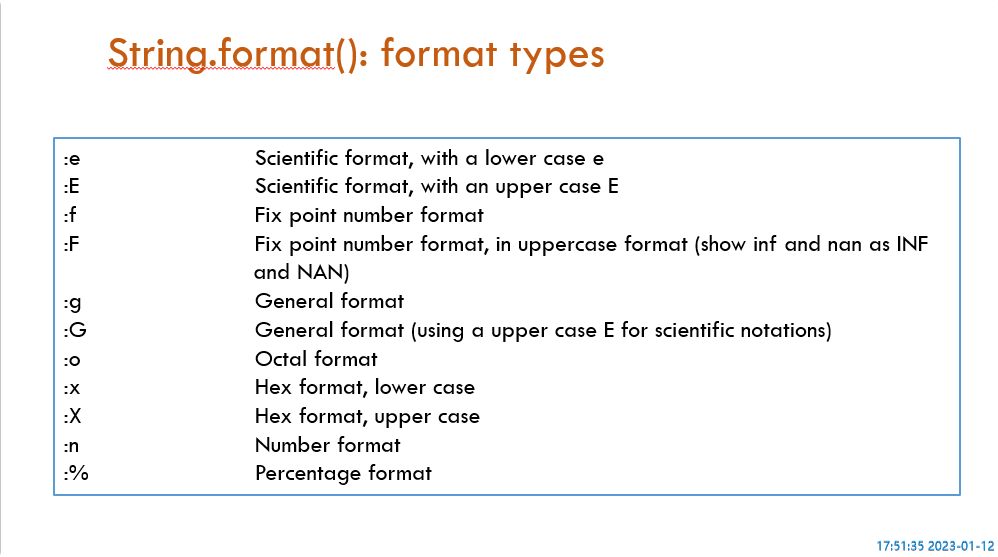 String.format(): format types
:e Scientific format, with a lower case e
:E Scientific format, with an upper case E
:f Fix point number format
:F Fix point number format, in uppercase format (show inf and nan as INF
and NAN)
:g General format
:G General format (using a upper case E for scientific notations)
:o Octal format
:x Hex format, lower case
:X Hex format, upper case
:n Number format
:% Percentage format
17:51:35 2023-01-12